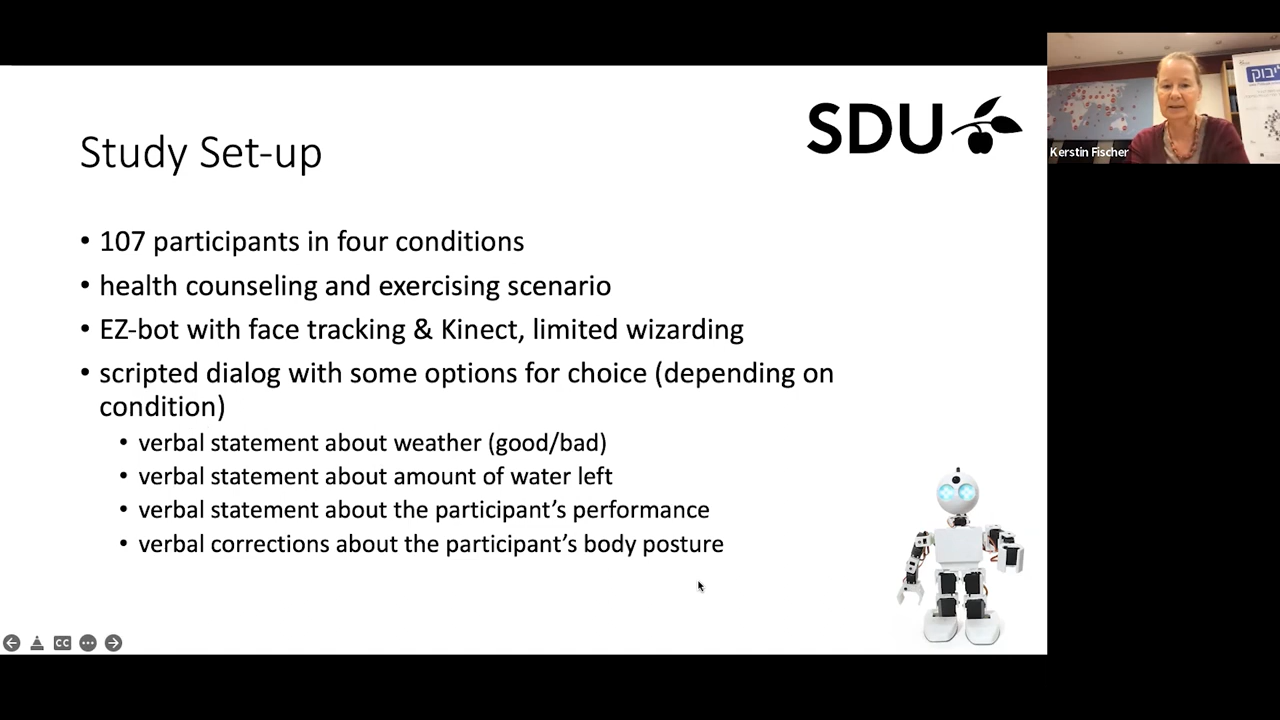 SDU
Study Set-up
• 107 participants in four conditions
• health counseling and exercising scenario
• EZ-bot with face tracking & Kinect, limited wizarding
• scripted dialog with some options for choice (depending on
condition)
• verbal statement about weather (good/bad)
• verbal statement about amount of water left
• verbal statement about the participant’s performance
• verbal corrections about the participant’s body posture
CC
Kerstin Fischer